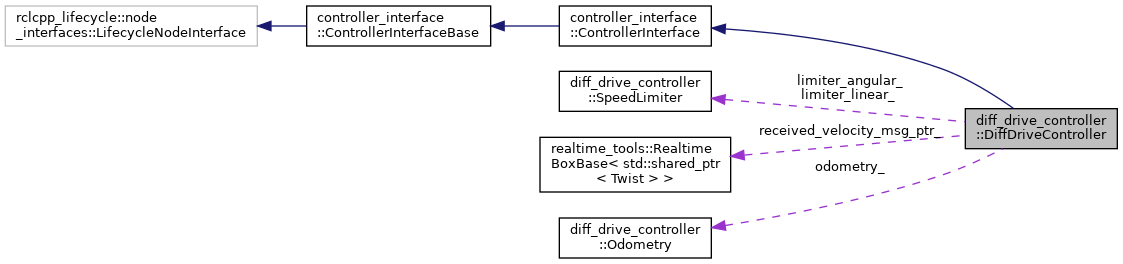 rclcpp_lifecycle::node
_interfaces::LifecycleNodeInterface
controller_interface
::ControllerInterfaceBase
controller_interface
::ControllerInterface
diff_drive_controller
::SpeedLimiter
realtime_tools::Realtime
BoxBase< std::shared_ptr
< Twist > >
diff_drive_controller
::Odometry
limiter_angular_
limiter_linear_
received_velocity_msg_ptr_
odometry_
diff_drive_controller
::DiffDriveController